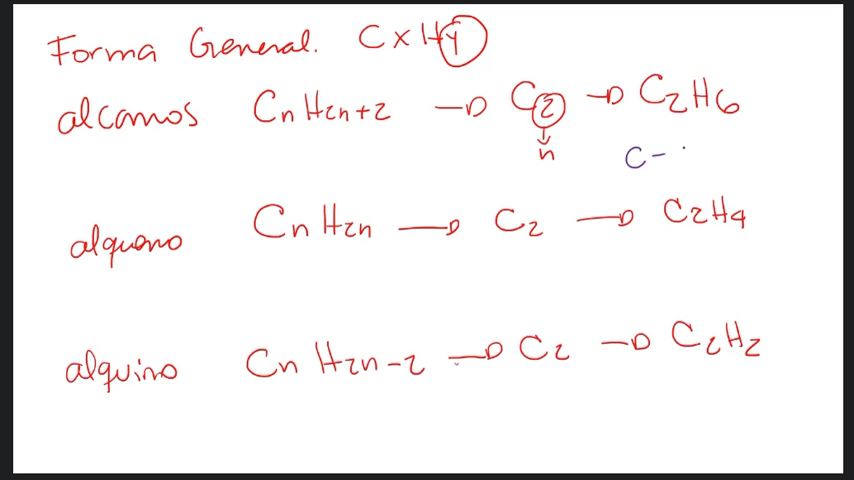 Forma General. CxHy
alcanos CnH2n+2 → C2 → C2H6
n
C-
alqueno CnH2n → C2 → C2H4
alquino CnH2n-2 → C2 → C2H2